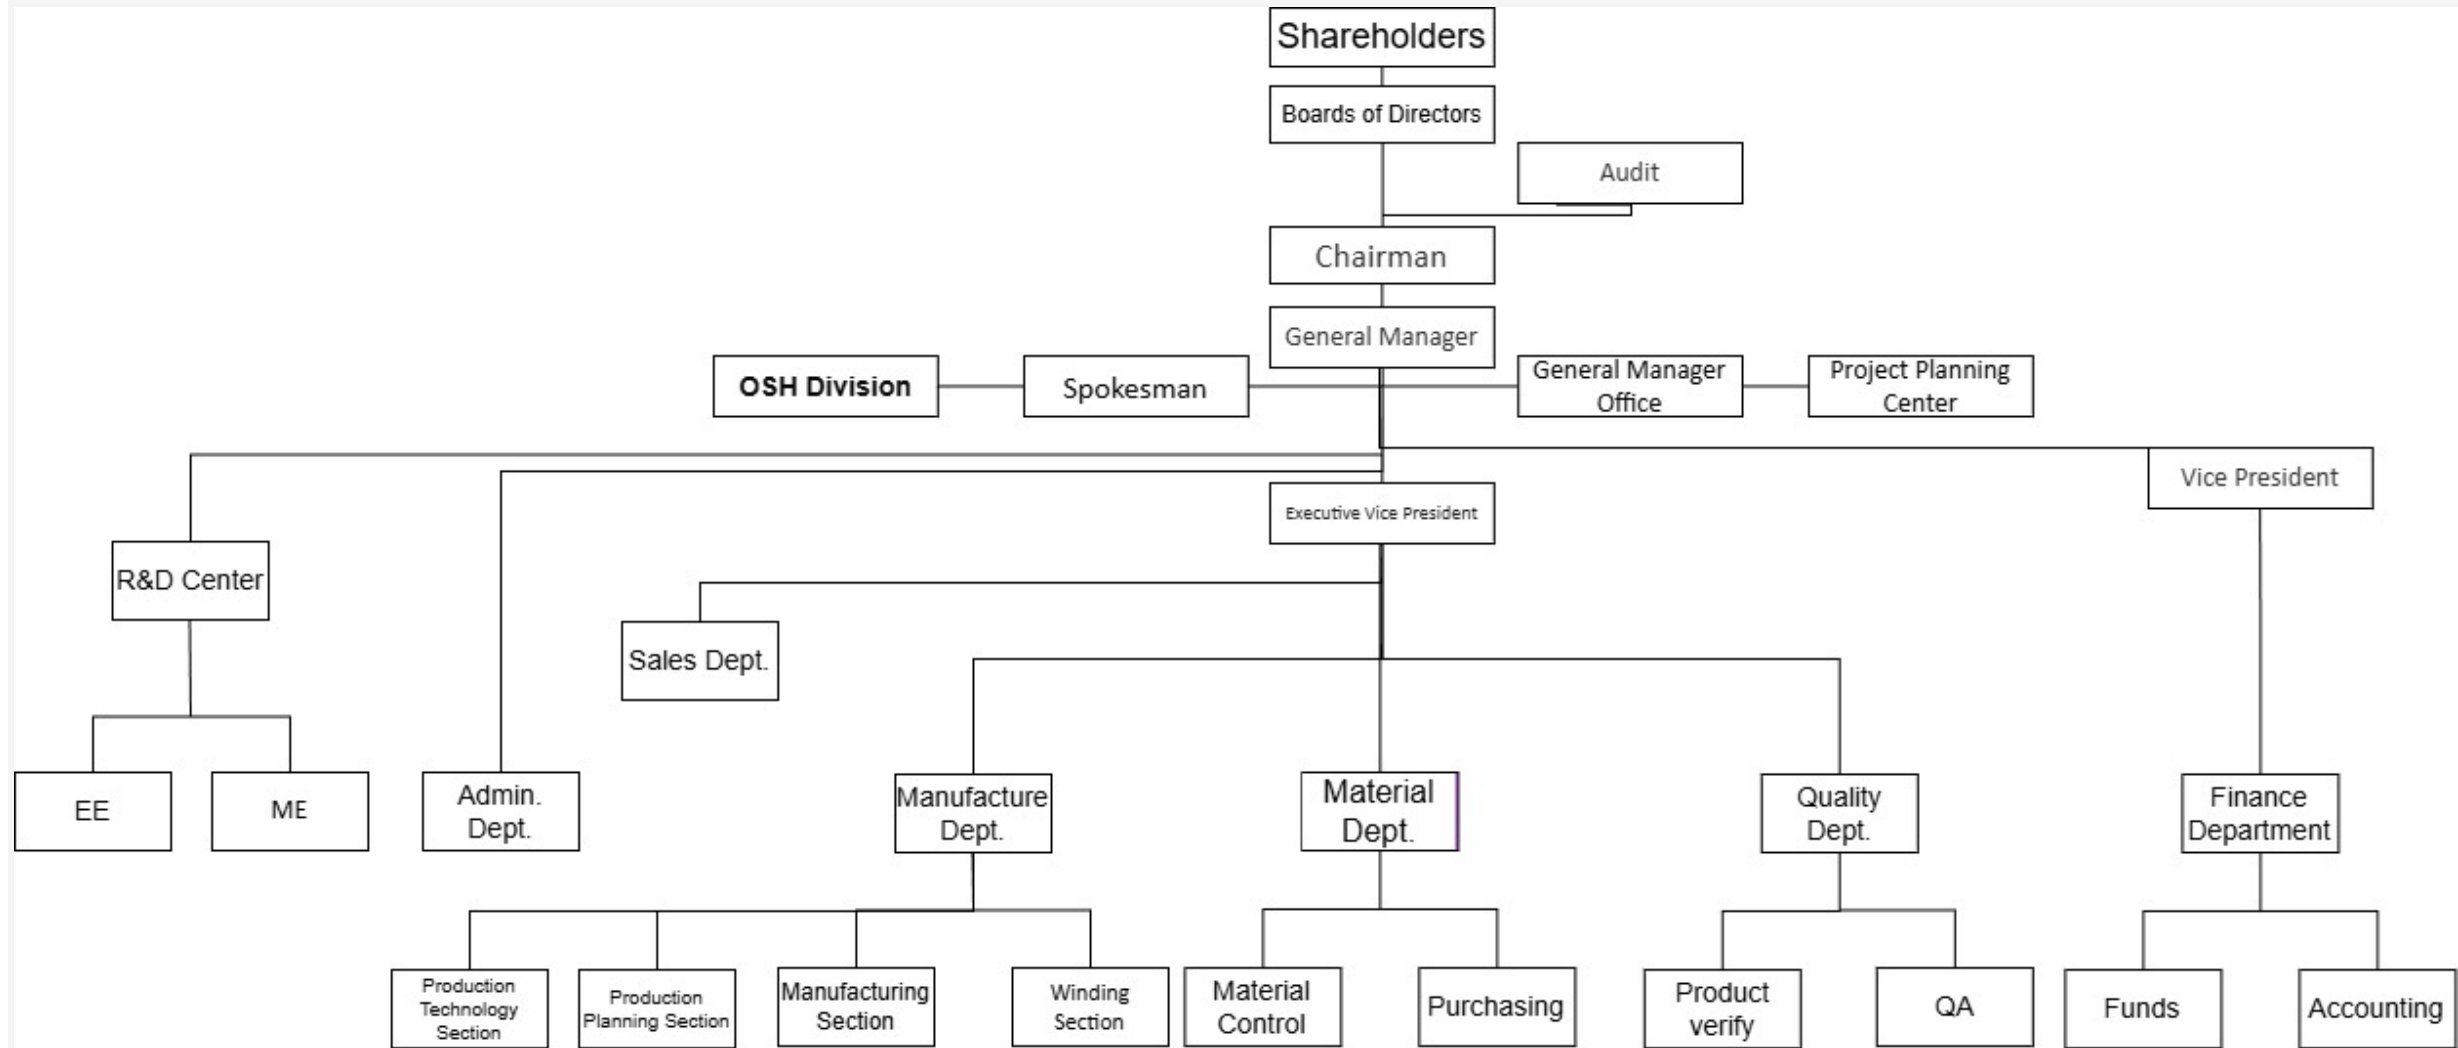 Shareholders
Boards of Directors
Audit
Chairman
General Manager
OSH Division
Spokesman
General Manager
Office
Project Planning
Center
Vice President
Executive Vice President
R&D Center
Sales Dept.
EE
ME
Admin.
Dept.
Manufacture
Dept.
Material
Dept.
Quality
Dept.
Finance
Department
Production
Technology
Section
Production
Planning Section
Manufacturing
Section
Winding
Section
Material
Control
Purchasing
Product
verify
QA
Funds
Accounting